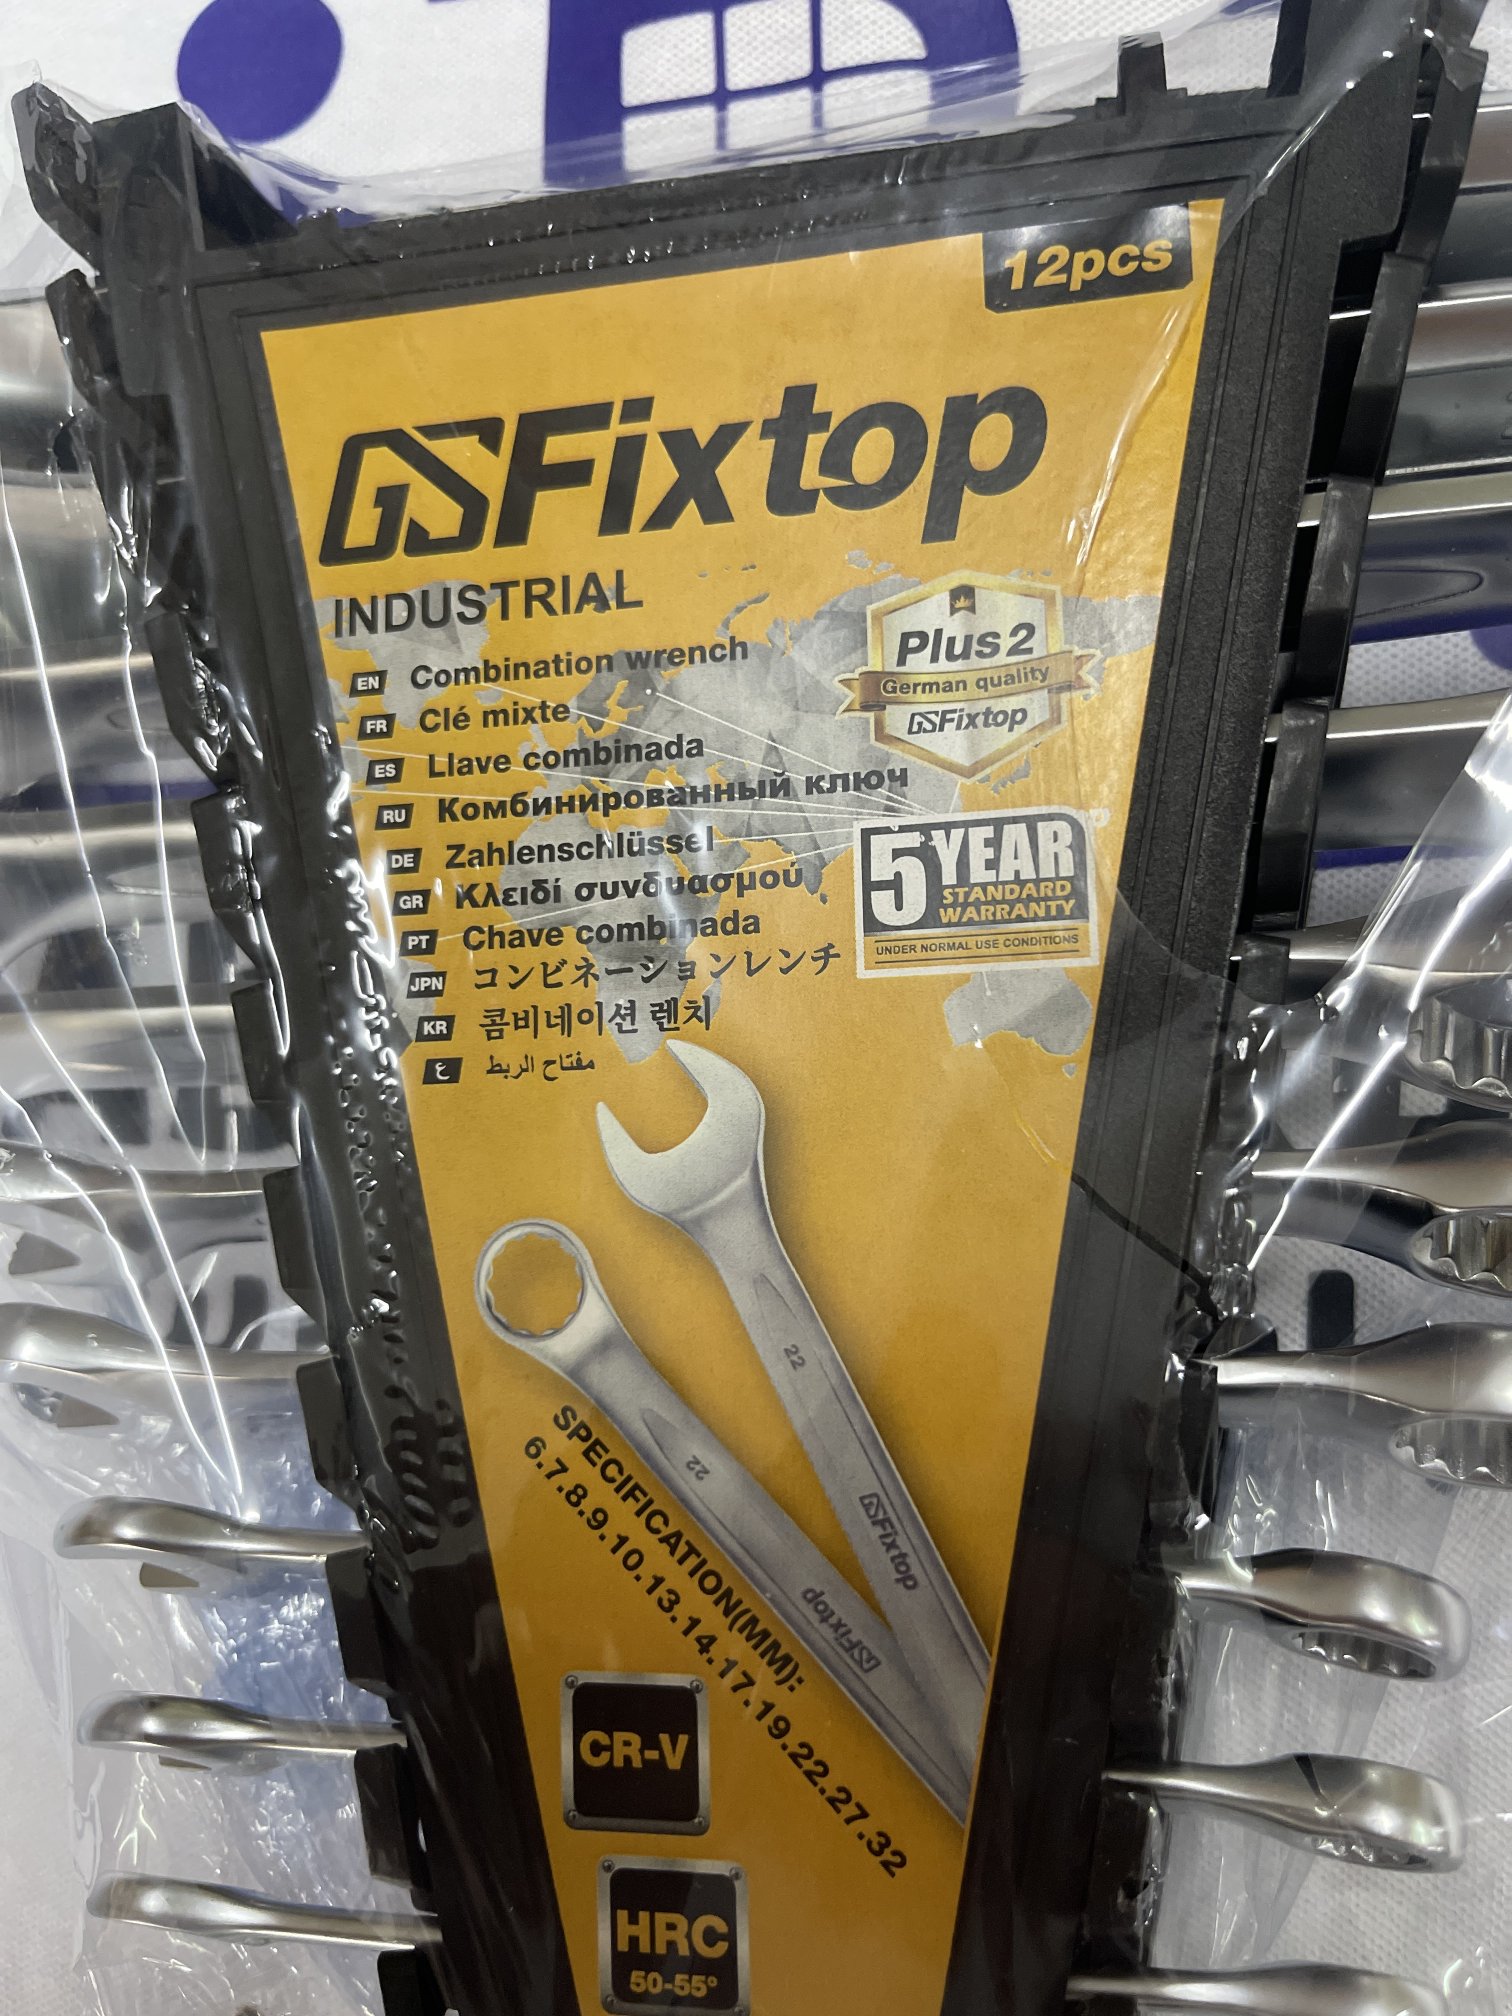 12pcs
GSFixtop
INDUSTRIAL
EN Combination wrench
FR Clé mixte
ES Llave combinada
RU Комбинированный ключ
DE Zahlenschlüssel
GR Κλειδί συνδυασμού
PT Chave combinada
JPN コンビネーションレンチ
KR 콤비네이션 렌치
ع مفتاح الربط
Plus 2
German quality
GSFixtop
5 YEAR
STANDARD
WARRANTY
UNDER NORMAL USE CONDITIONS
22
22
GSFixtop
GSFixtop
SPECIFICATION(MM):
6.7.8.9.10.13.14.17.19.22.27.32
CR-V
HRC
50-55°